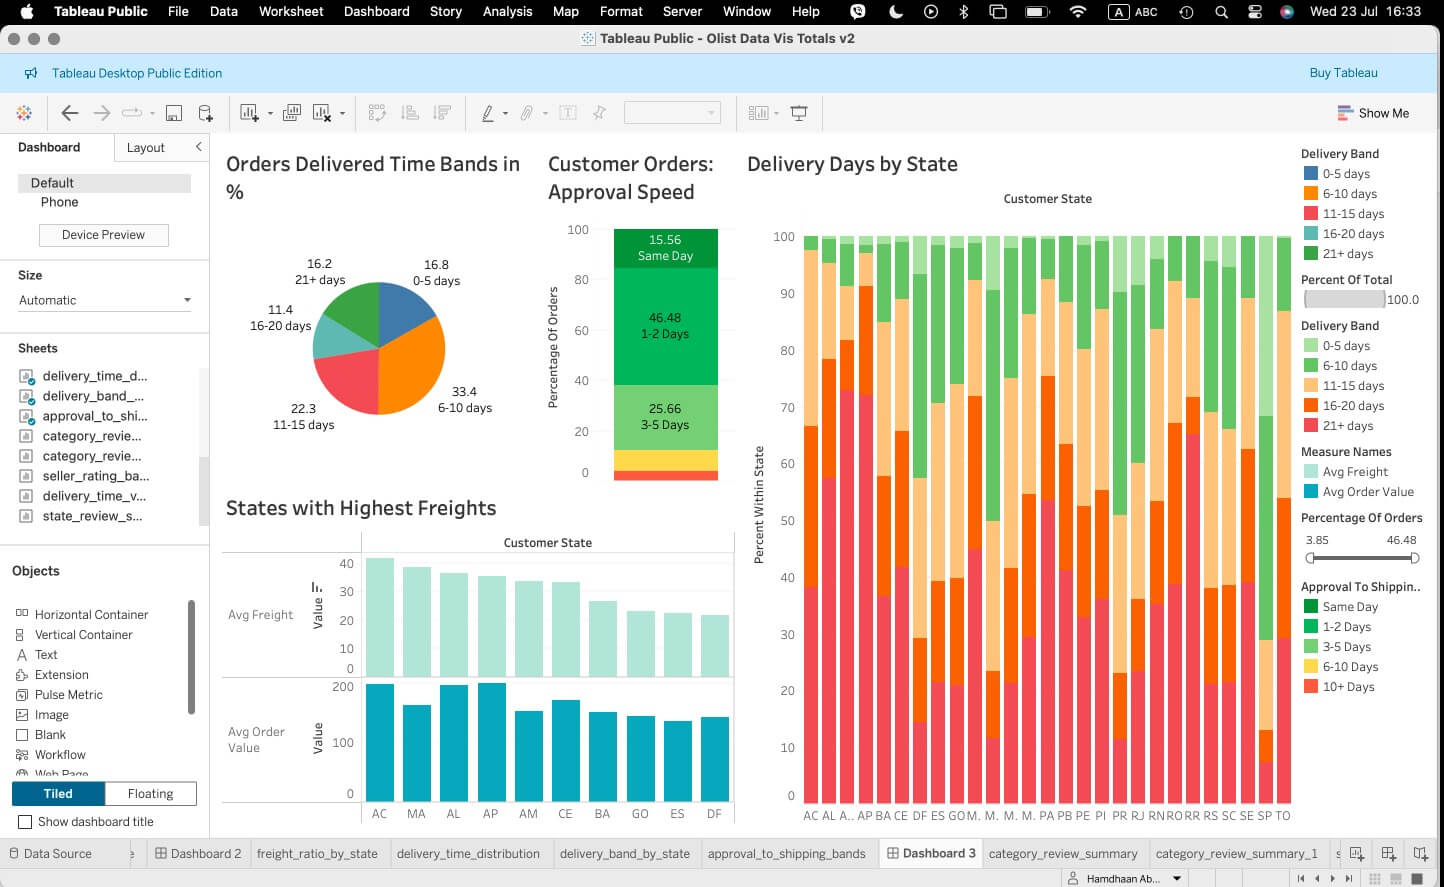 Tableau Public File Data Worksheet Dashboard Story Analysis Map Format Server Window Help A ABC Wed 23 Jul 16:33
Tableau Public - Olist Data Vis Totals v2
Tableau Desktop Public Edition
Buy Tableau
Show Me
Dashboard Layout
Default
Phone
Device Preview
Size
Automatic
Sheets
delivery_time_d...
delivery_band_...
approval_to_shi...
category_revie...
category_revie...
seller_rating_ba...
delivery_time_v...
state_review_s...
Objects
Horizontal Container
Vertical Container
A Text
Extension
Pulse Metric
Image
Blank
Workflow
Web Page
Tiled Floating
Show dashboard title
Orders Delivered Time Bands in
%
16.2
21+ days
16.8
0-5 days
11.4
16-20 days
33.4
6-10 days
22.3
11-15 days
Customer Orders:
Approval Speed
Percentage Of Orders
100
80
60
40
20
0
15.56
Same Day
46.48
1-2 Days
25.66
3-5 Days
States with Highest Freights
Customer State
Avg Freight
Value
40
30
20
10
0
Avg Order
Value
Value
200
100
0
AC MA AL AP AM CE BA GO ES DF
Delivery Days by State
Customer State
Percent Within State
100
90
80
70
60
50
40
30
20
10
0
AC AL A.. AP BA CE DF ES GO M. M. M. M. PA PB PE PI PR RJ RN RO RR RS SC SE SP TO
Delivery Band
0-5 days
6-10 days
11-15 days
16-20 days
21+ days
Percent Of Total
100.0
Delivery Band
0-5 days
6-10 days
11-15 days
16-20 days
21+ days
Measure Names
Avg Freight
Avg Order Value
Percentage Of Orders
3.85 46.48
Approval To Shippin..
Same Day
1-2 Days
3-5 Days
6-10 Days
10+ Days
Data Source Dashboard 2 freight_ratio_by_state delivery_time_distribution delivery_band_by_state approval_to_shipping_bands Dashboard 3 category_review_summary category_review_summary_1
Hamdhaan Ab...